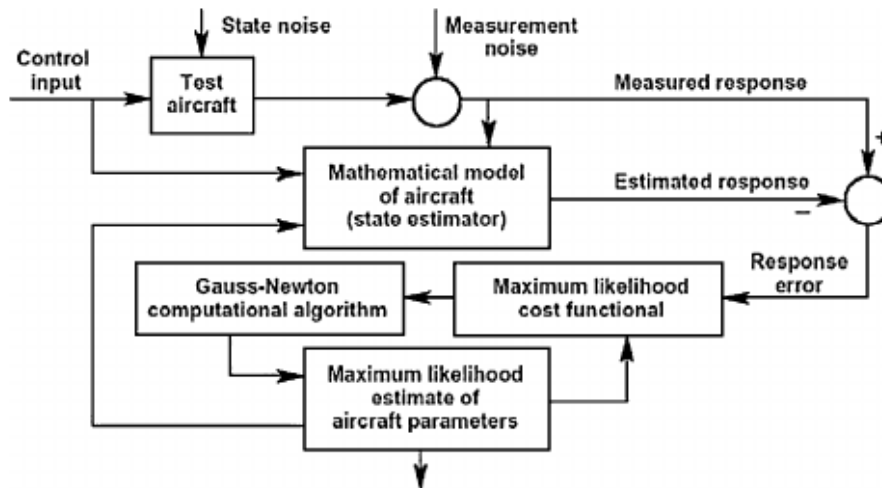 State noise
Measurement
noise
Control
input
Test
aircraft
Measured response
+
Mathematical model
of aircraft
(state estimator)
Estimated response
−
Response
error
Gauss-Newton
computational algorithm
Maximum likelihood
cost functional
Maximum likelihood
estimate of
aircraft parameters